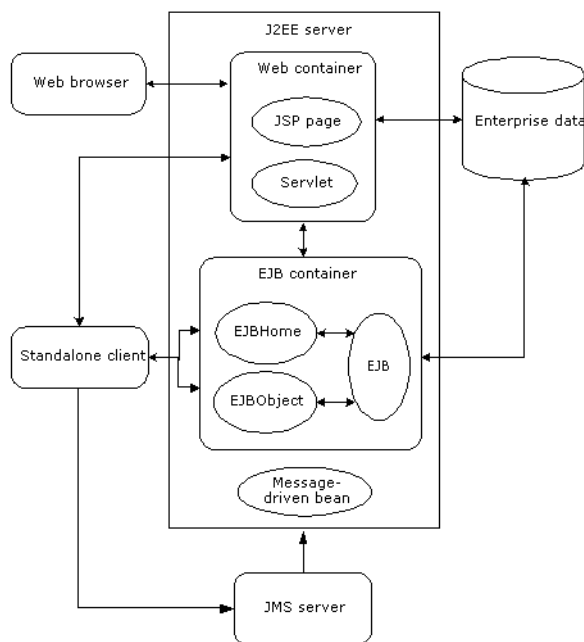 J2EE server
Web container
Web browser
JSP page
Enterprise data
Servlet
EJB container
EJBHome
Standalone client
EJB
EJBObject
Message-
driven bean
JMS server